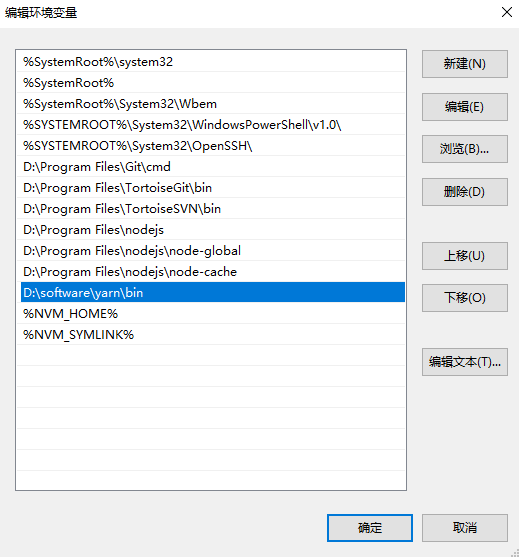 编辑环境变量
%SystemRoot%\system32
%SystemRoot%
%SystemRoot%\System32\Wbem
%SYSTEMROOT%\System32\WindowsPowerShell\v1.0\
%SYSTEMROOT%\System32\OpenSSH\
D:\Program Files\Git\cmd
D:\Program Files\TortoiseGit\bin
D:\Program Files\TortoiseSVN\bin
D:\Program Files\nodejs
D:\Program Files\nodejs\node-global
D:\Program Files\nodejs\node-cache
D:\software\yarn\bin
%NVM_HOME%
%NVM_SYMLINK%
新建(N)
编辑(E)
浏览(B)...
删除(D)
上移(U)
下移(O)
编辑文本(T)...
确定
取消